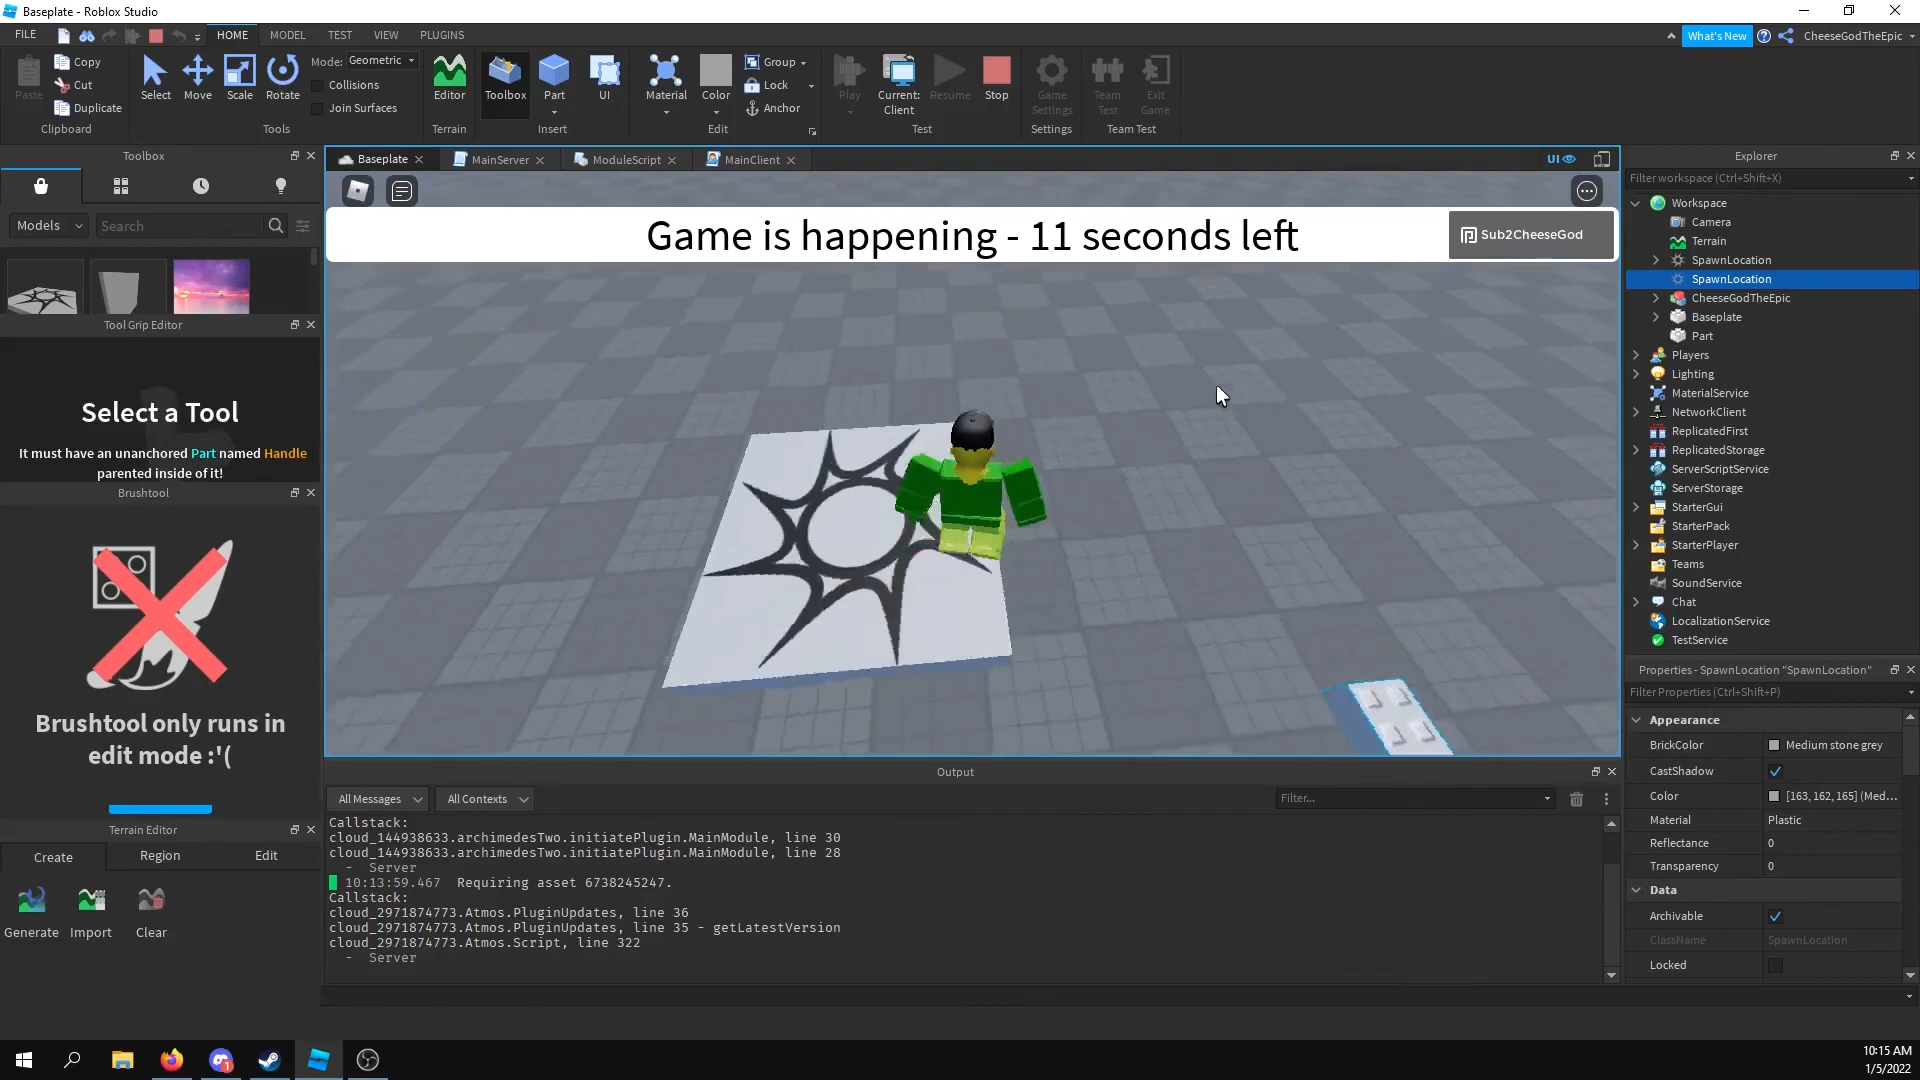 Baseplate - Roblox Studio
FILE
HOME
MODEL
TEST
VIEW
PLUGINS
What's New
CheeseGodTheEpic
Paste
Copy
Cut
Duplicate
Clipboard
Select
Move
Scale
Rotate
Mode: Geometric
Collisions
Join Surfaces
Tools
Editor
Terrain
Toolbox
Part
UI
Insert
Material
Color
Group
Lock
Anchor
Edit
Play
Current:
Client
Resume
Stop
Test
Game
Settings
Settings
Team
Test
Exit
Game
Team Test
Toolbox
Models
Search
Tool Grip Editor
Select a Tool
It must have an unanchored Part named Handle
parented inside of it!
Brushtool
Brushtool only runs in
edit mode :'(
Terrain Editor
Create
Region
Edit
Generate
Import
Clear
Baseplate
MainServer
ModuleScript
MainClient
UI
Game is happening - 11 seconds left
Sub2CheeseGod
Output
All Messages
All Contexts
Filter...
Callstack:
cloud_144938633.archimedesTwo.initiatePlugin.MainModule, line 30
cloud_144938633.archimedesTwo.initiatePlugin.MainModule, line 28
- Server
10:13:59.467 Requiring asset 6738245247.
Callstack:
cloud_2971874773.Atmos.PluginUpdates, line 36
cloud_2971874773.Atmos.PluginUpdates, line 35 - getLatestVersion
cloud_2971874773.Atmos.Script, line 322
- Server
Explorer
Filter workspace (Ctrl+Shift+X)
Workspace
Camera
Terrain
SpawnLocation
SpawnLocation
CheeseGodTheEpic
Baseplate
Part
Players
Lighting
MaterialService
NetworkClient
ReplicatedFirst
ReplicatedStorage
ServerScriptService
ServerStorage
StarterGui
StarterPack
StarterPlayer
Teams
SoundService
Chat
LocalizationService
TestService
Properties - SpawnLocation "SpawnLocation"
Filter Properties (Ctrl+Shift+P)
Appearance
BrickColor Medium stone grey
CastShadow
Color [163, 162, 165] (Med...
Material Plastic
Reflectance 0
Transparency 0
Data
Archivable
ClassName SpawnLocation
Locked
1
10:15 AM
1/5/2022